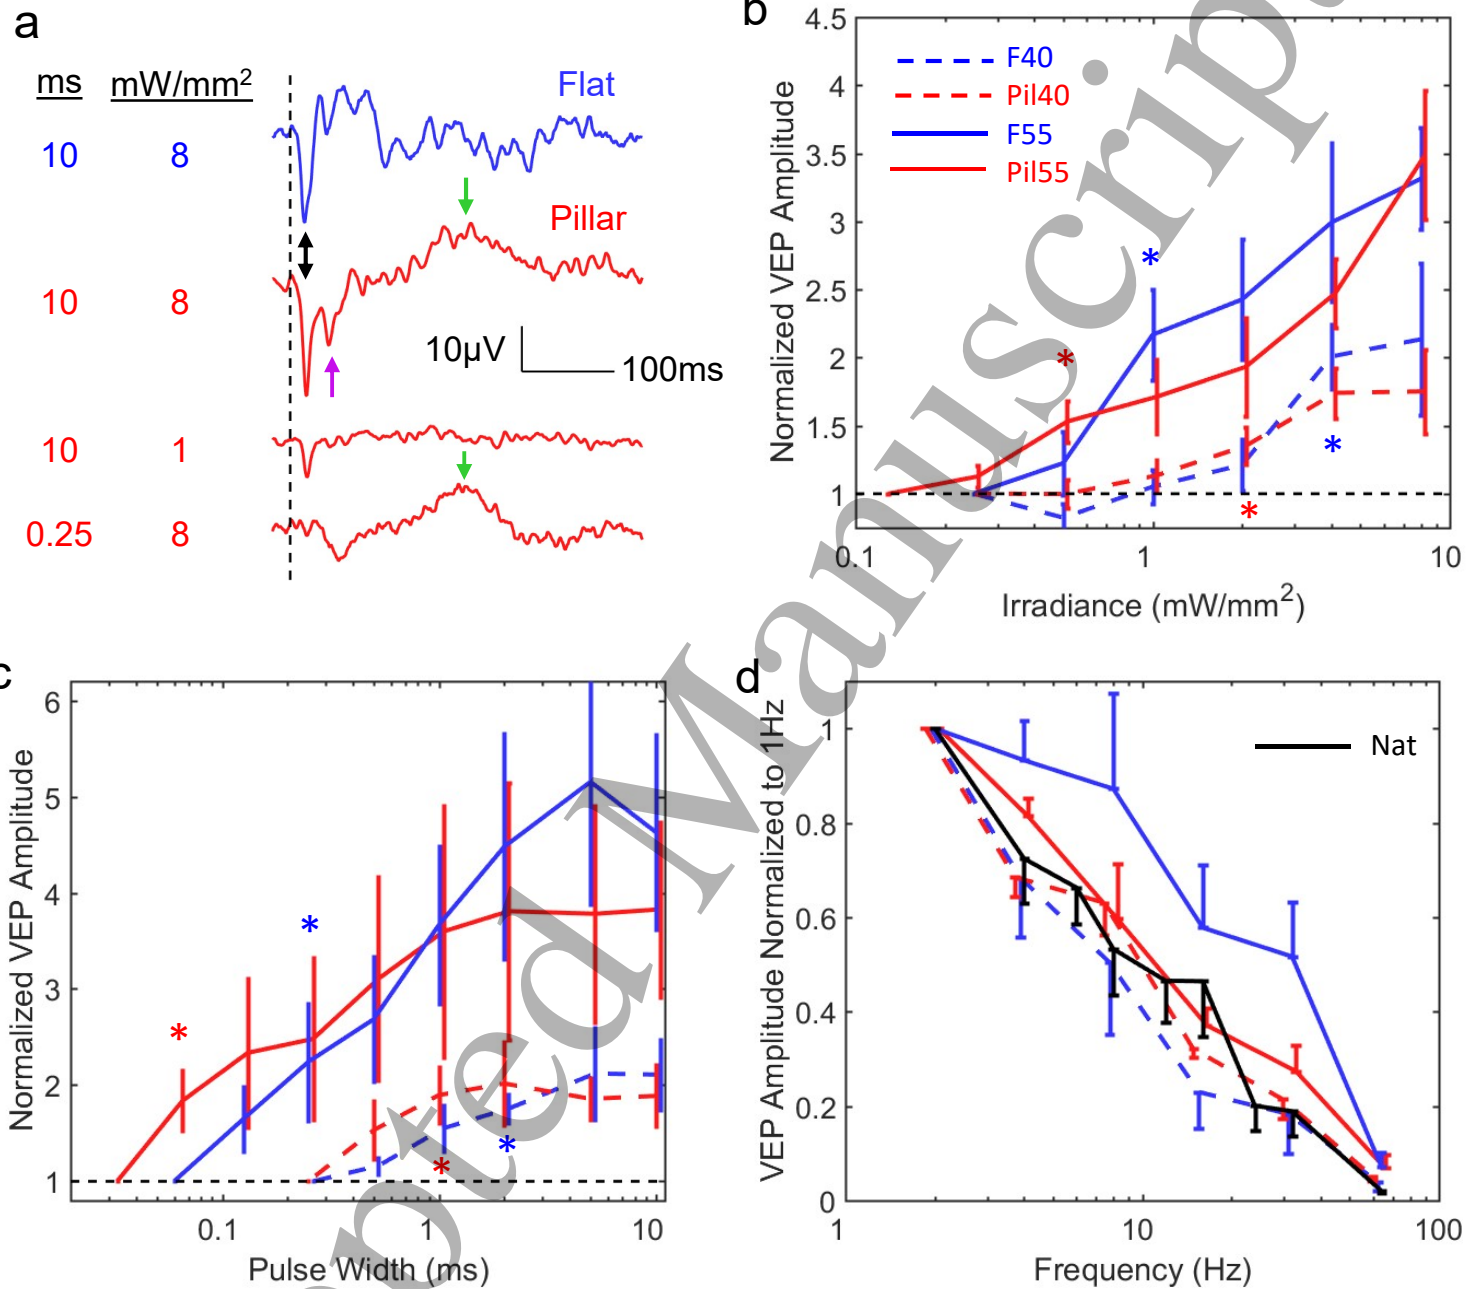 a
ms mW/mm²
Flat
10 8
Pillar
10 8
10µV
100ms
10 1
0.25 8
b
4.5
4
3.5
3
2.5
2
1.5
1
Normalized VEP Amplitude
F40
Pil40
F55
Pil55
*
*
*
*
0.1 1 10
Irradiance (mW/mm²)
c
6
5
4
3
2
1
Normalized VEP Amplitude
*
*
*
*
0.1 1 10
Pulse Width (ms)
d
1
0.8
0.6
0.4
0.2
0
VEP Amplitude Normalized to 1Hz
Nat
1 10 100
Frequency (Hz)
pted Manuscrip